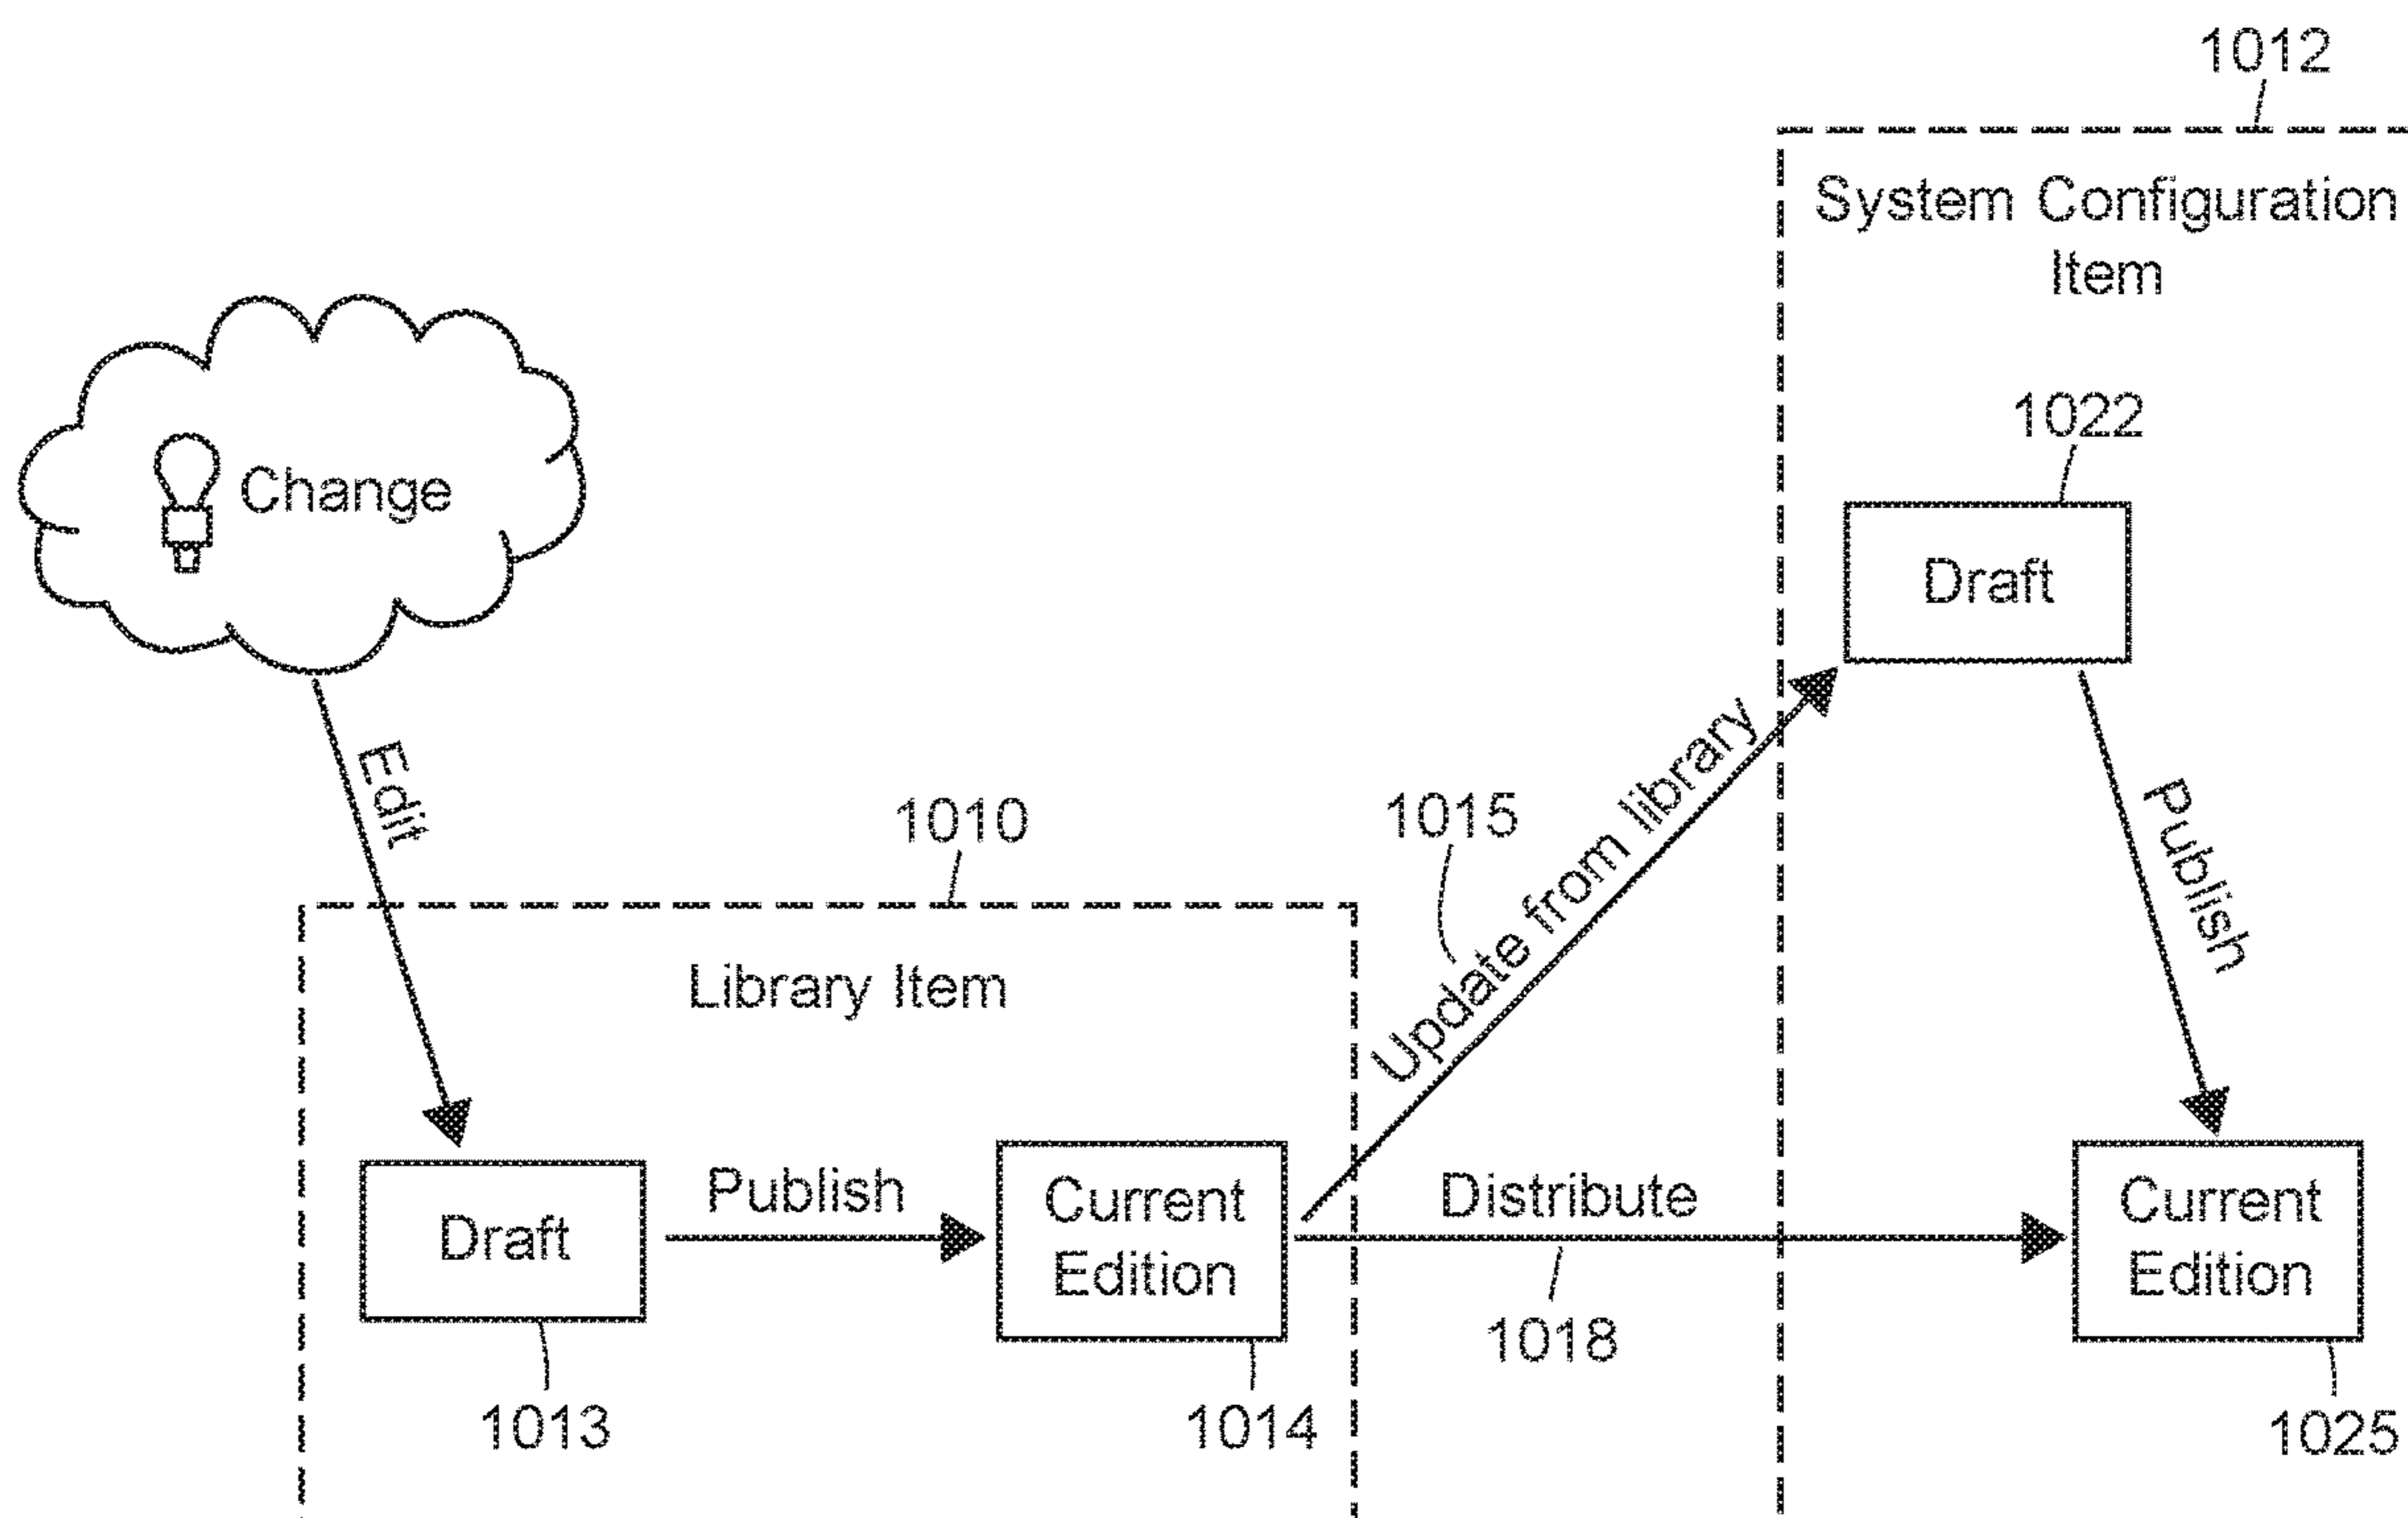 1012
System Configuration
Item
1022
Change
Draft
Edit
Update from library
Publish
1010
1015
Library Item
Draft
Publish
Current
Edition
Distribute
Current
Edition
1018
1013
1014
1025